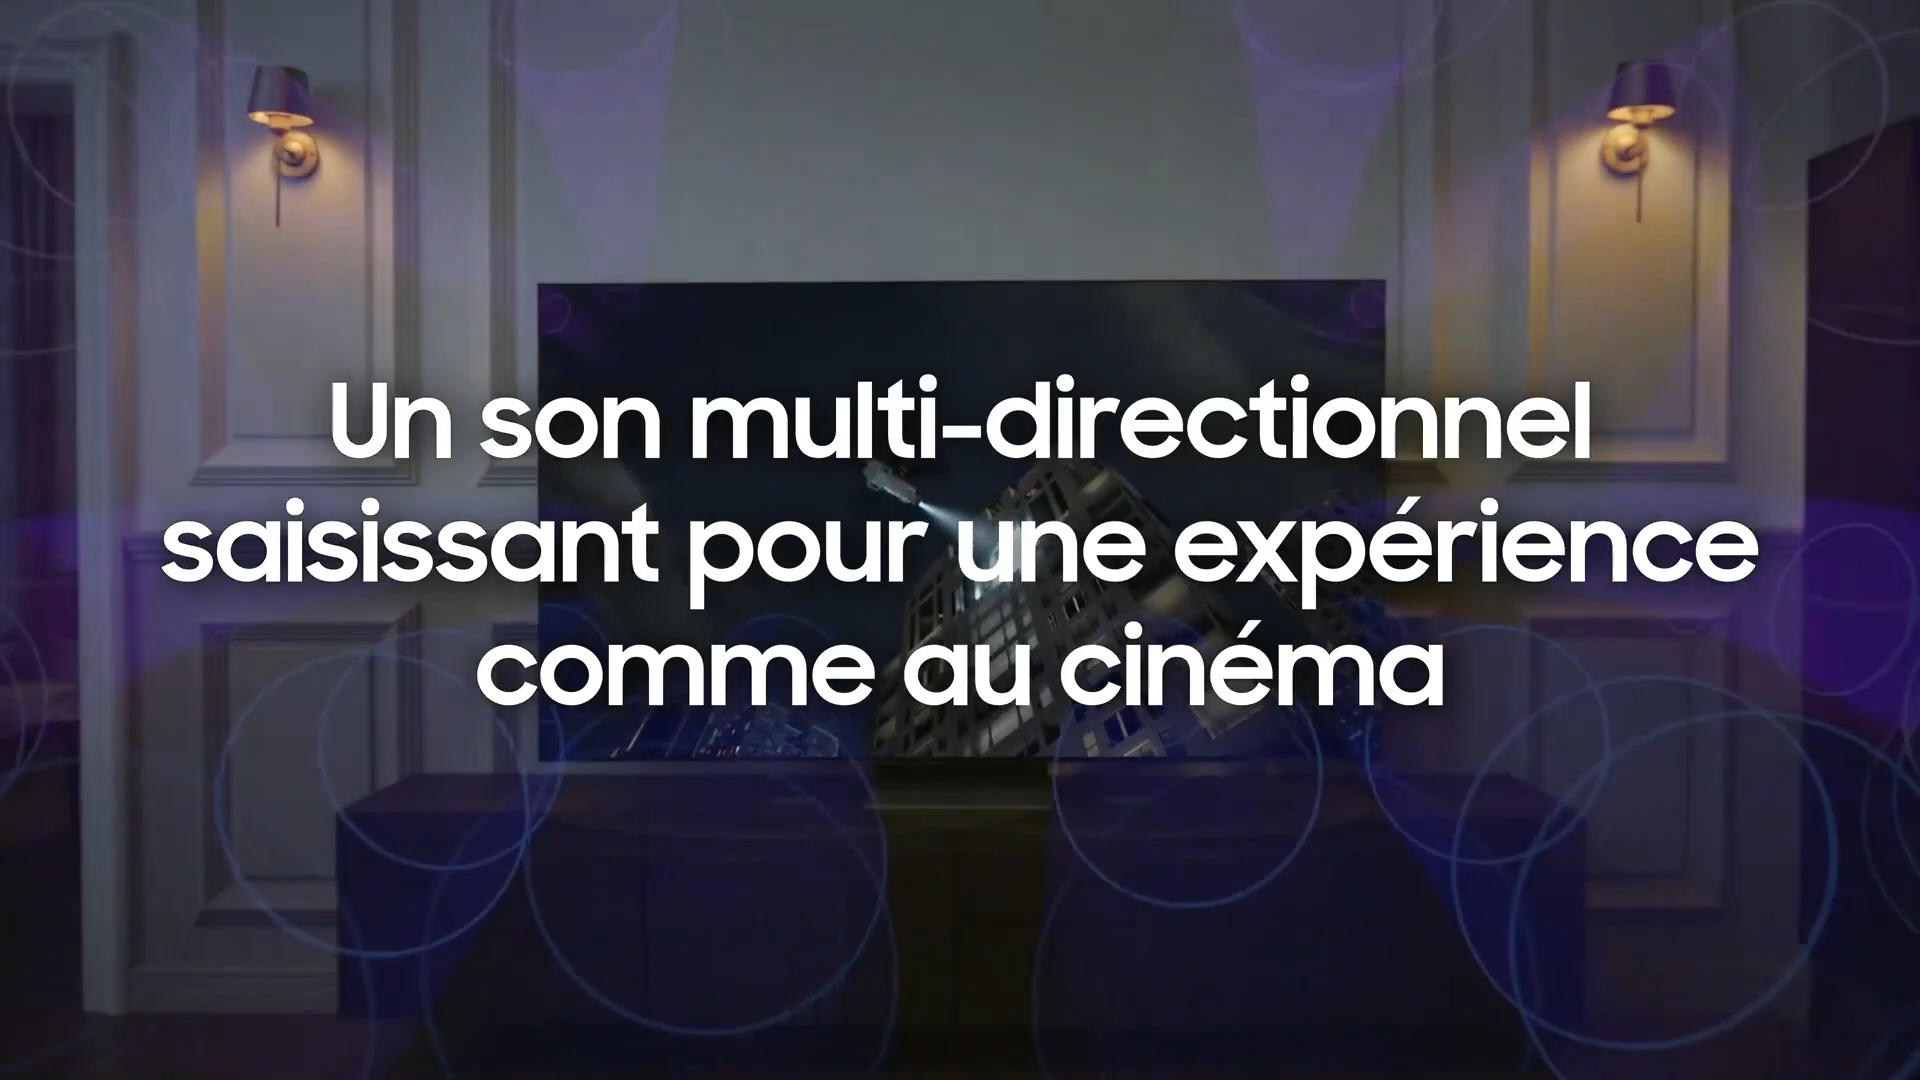 Un son multi-directionnel
saisissant pour une expérience
comme au cinéma